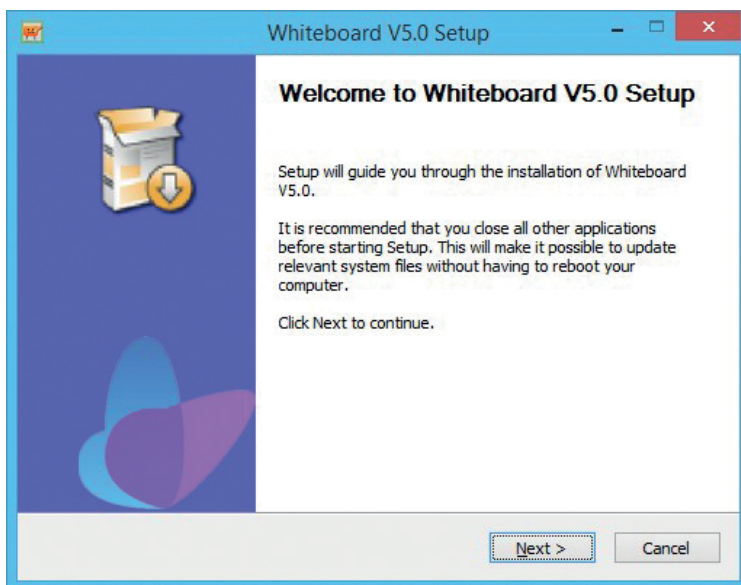 Whiteboard V5.0 Setup
Welcome to Whiteboard V5.0 Setup
Setup will guide you through the installation of Whiteboard
V5.0.
It is recommended that you close all other applications
before starting Setup. This will make it possible to update
relevant system files without having to reboot your
computer.
Click Next to continue.
Next >
Cancel